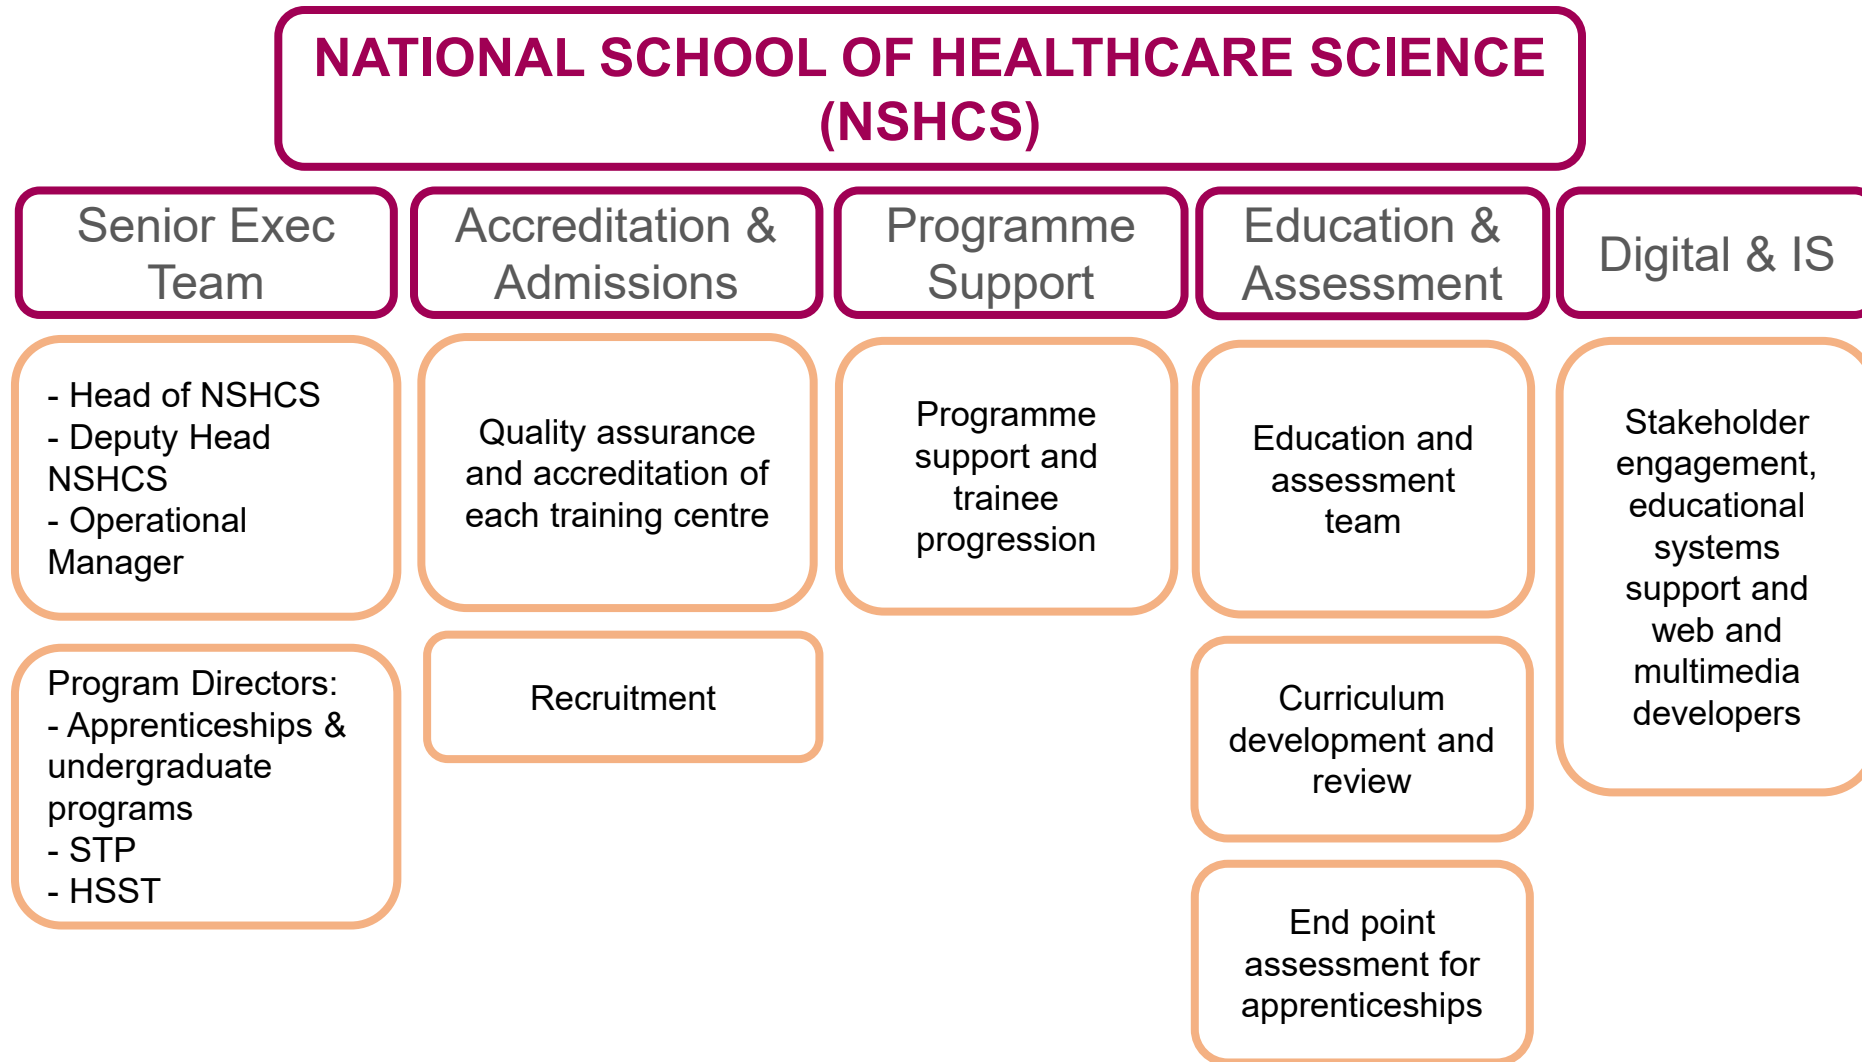 NATIONAL SCHOOL OF HEALTHCARE SCIENCE
(NSHCS)
Senior Exec
Team
- Head of NSHCS
- Deputy Head
NSHCS
- Operational
Manager
Program Directors:
- Apprenticeships &
undergraduate
programs
- STP
- HSST
Accreditation &
Admissions
Quality assurance
and accreditation of
each training centre
Recruitment
Programme
Support
Programme
support and
trainee
progression
Education &
Assessment
Education and
assessment
team
Curriculum
development and
review
End point
assessment for
apprenticeships
Digital & IS
Stakeholder
engagement,
educational
systems
support and
web and
multimedia
developers